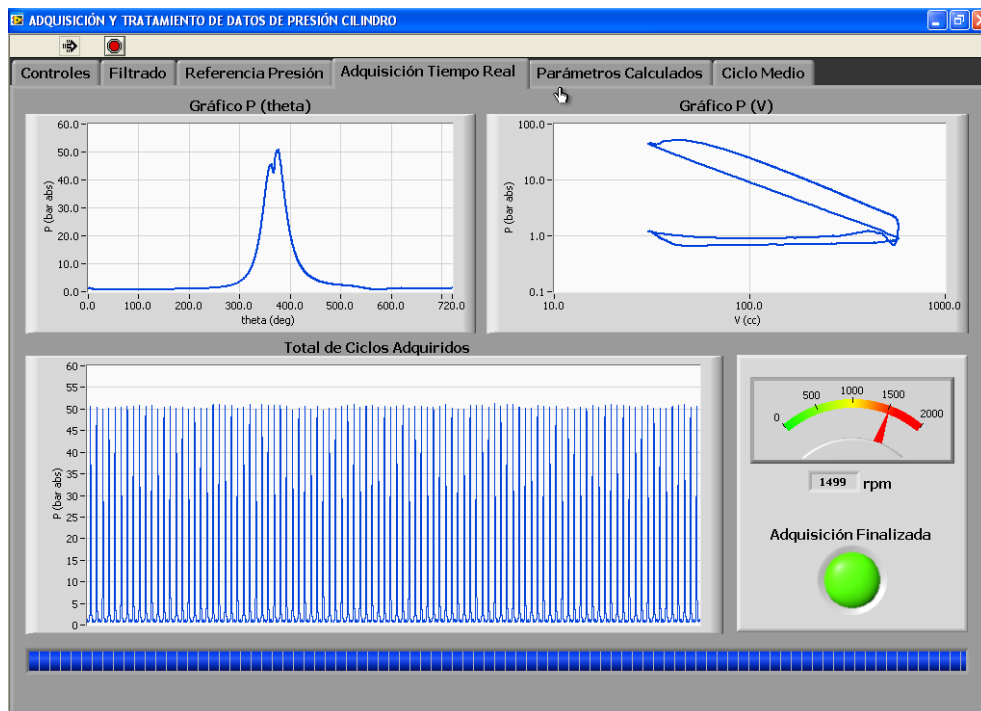 ADQUISICIÓN Y TRATAMIENTO DE DATOS DE PRESIÓN CILINDRO
Controles Filtrado Referencia Presión Adquisición Tiempo Real Parámetros Calculados Ciclo Medio
Gráfico P (theta)
60.0
50.0
40.0
30.0
20.0
10.0
0.0
P (bar abs)
0.0 100.0 200.0 300.0 400.0 500.0 600.0 720.0
theta (deg)
Gráfico P (V)
100.0
10.0
1.0
0.1
P (bar abs)
10.0 100.0 1000.0
V (cc)
Total de Ciclos Adquiridos
60
55
50
45
40
35
30
25
20
15
10
5
0
P (bar abs)
0 500 1000 1500 2000
1499 rpm
Adquisición Finalizada